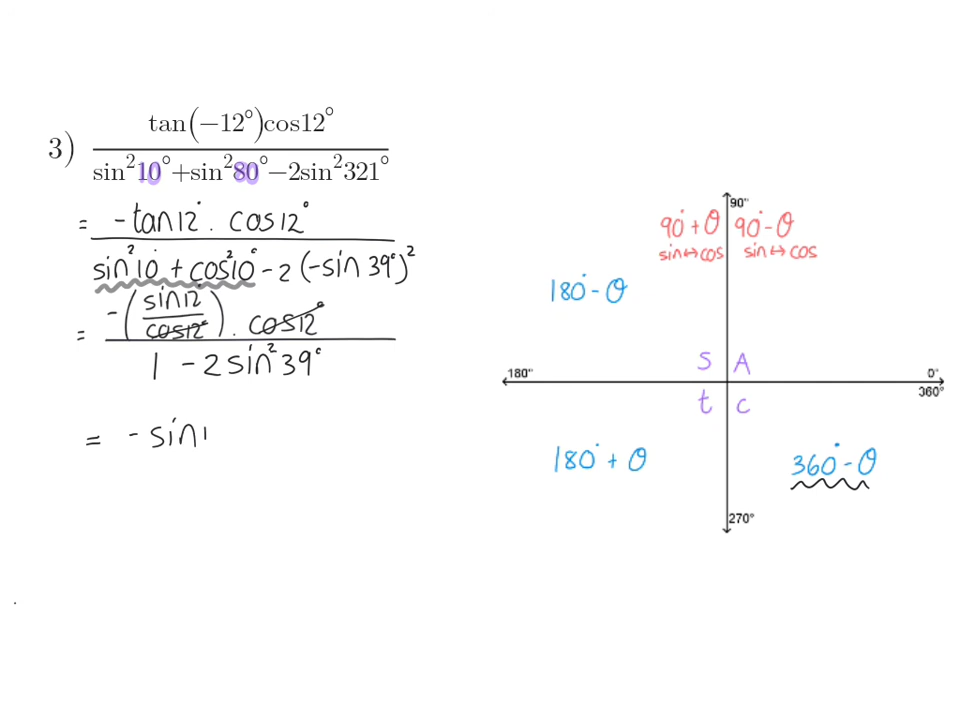 3) tan(−12°)cos12° / sin²10° +sin²80° −2sin²321°
= -tan12° . cos12° / sin²10 + cos²10° - 2(-sin 39°)²
= -(sin12 / cos12°) . cos12° / 1 - 2sin²39°
= - sin1
90°
90° + θ 90° - θ
sin↔cos sin↔cos
180° - θ
S A
180° 0°
360°
t c
180° + θ 360° - θ
270°